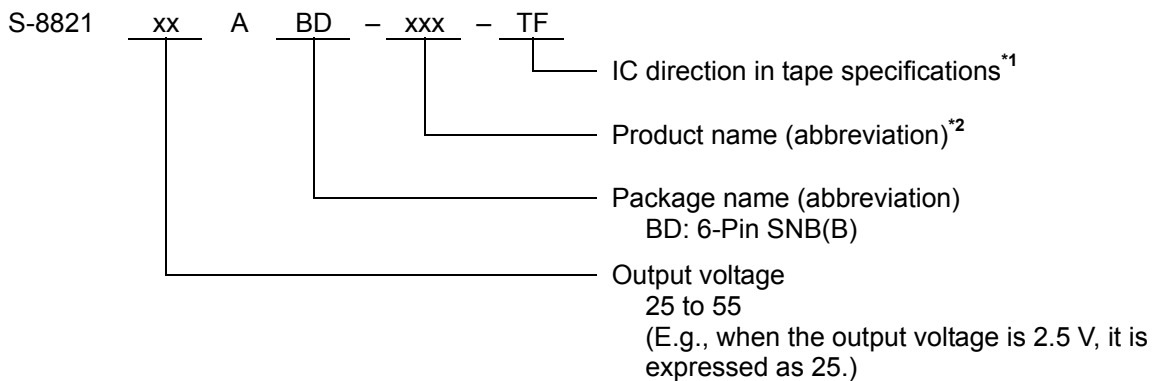 S-8821 xx A BD – xxx – TF
IC direction in tape specifications*1
Product name (abbreviation)*2
Package name (abbreviation)
BD: 6-Pin SNB(B)
Output voltage
25 to 55
(E.g., when the output voltage is 2.5 V, it is
expressed as 25.)